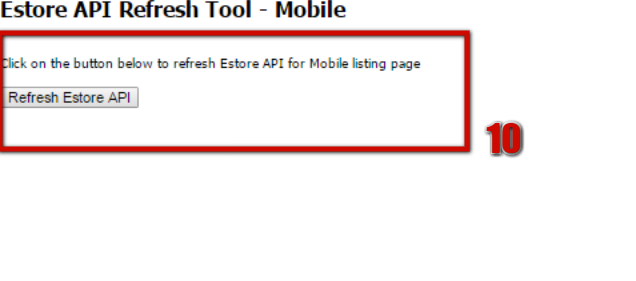 Estore API Refresh Tool - Mobile
Click on the button below to refresh Estore API for Mobile listing page
Refresh Estore API
10